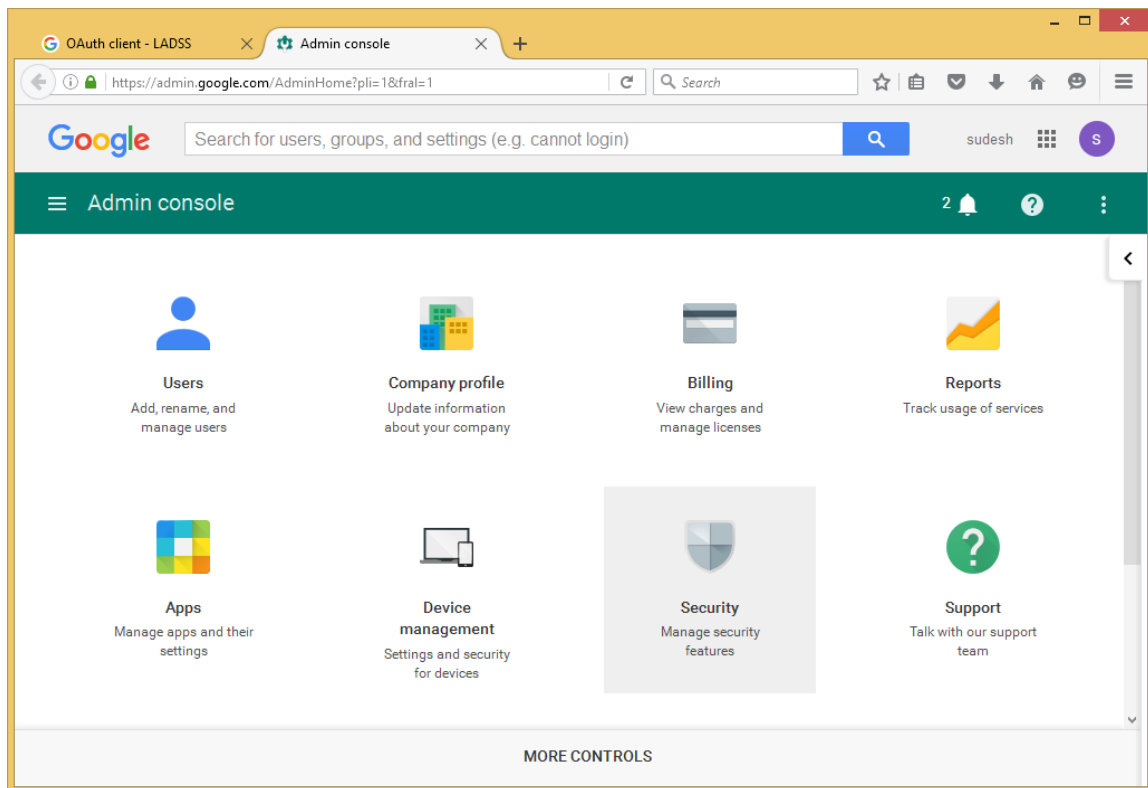 OAuth client - LADSS
Admin console
https://admin.google.com/AdminHome?pli=1&fral=1
Search
Google
Search for users, groups, and settings (e.g. cannot login)
sudesh
s
Admin console
2
Users
Add, rename, and
manage users
Company profile
Update information
about your company
Billing
View charges and
manage licenses
Reports
Track usage of services
Apps
Manage apps and their
settings
Device
management
Settings and security
for devices
Security
Manage security
features
Support
Talk with our support
team
MORE CONTROLS